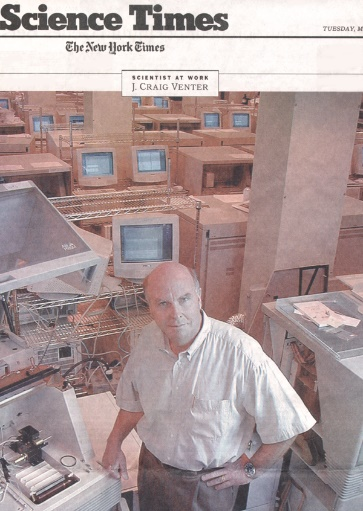 Science Times
TUESDAY, M
The New York Times
SCIENTIST AT WORK
J. CRAIG VENTER